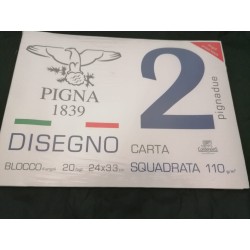 PIGNA
1839
2
pignadue
DISEGNO CARTA
BLOCCO 20 24x33 SQUADRATA 110